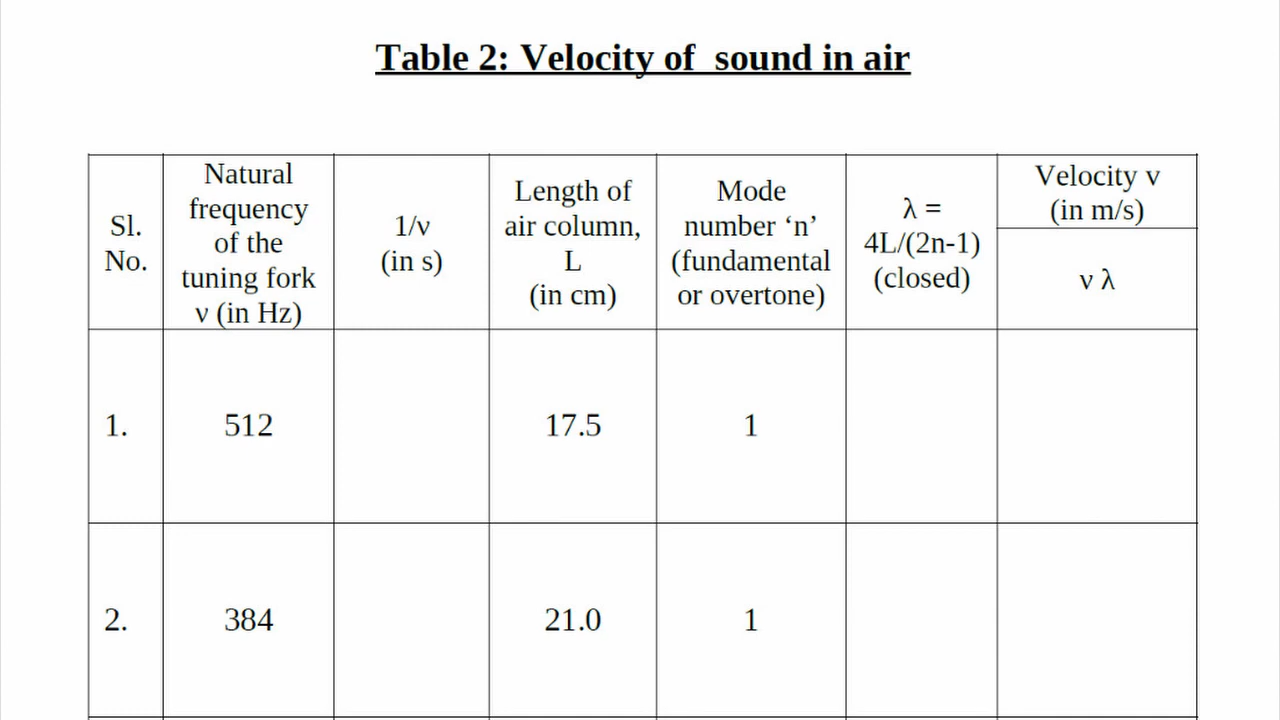 Table 2: Velocity of sound in air
Sl.
No.
Natural
frequency
of the
tuning fork
ν (in Hz)
1/ν
(in s)
Length of
air column,
L
(in cm)
Mode
number ‘n’
(fundamental
or overtone)
λ =
4L/(2n-1)
(closed)
Velocity v
(in m/s)
ν λ
1.
512
17.5
1
2.
384
21.0
1